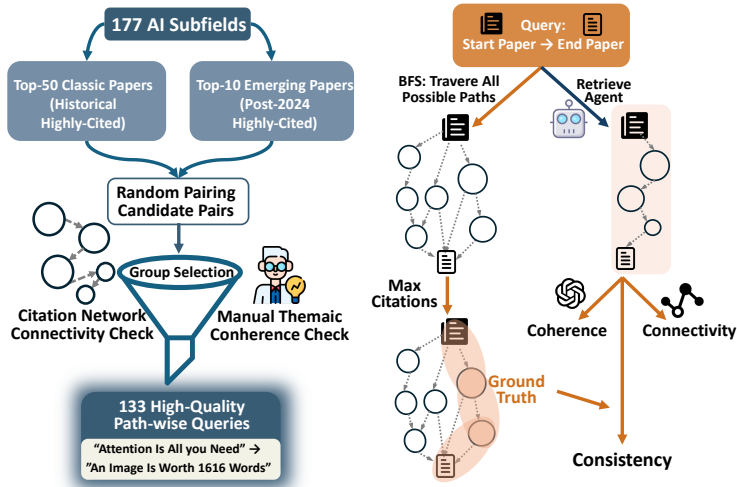 177 AI Subfields
Top-50 Classic Papers
(Historical
Highly-Cited)
Top-10 Emerging Papers
(Post-2024
Highly-Cited)
Random Pairing
Candidate Pairs
Group Selection
Citation Network
Connectivity Check
Manual Themaic
Conherence Check
133 High-Quality
Path-wise Queries
“Attention Is All you Need” →
”An Image Is Worth 1616 Words”
Query:
Start Paper → End Paper
BFS: Travere All
Possible Paths
Retrieve
Agent
Max
Citations
Ground
Truth
Coherence
Connectivity
Consistency